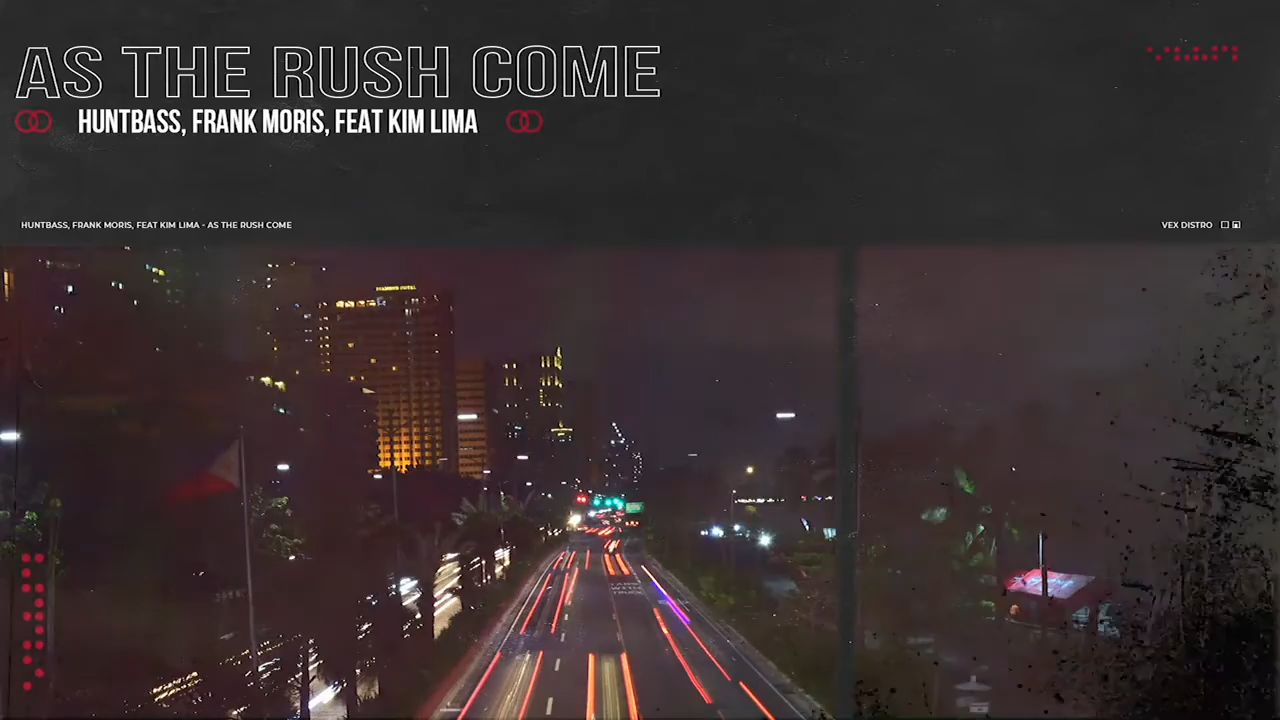 AS THE RUSH COME
HUNTBASS, FRANK MORIS, FEAT KIM LIMA
HUNTBASS, FRANK MORIS, FEAT KIM LIMA - AS THE RUSH COME
VEX DISTRO